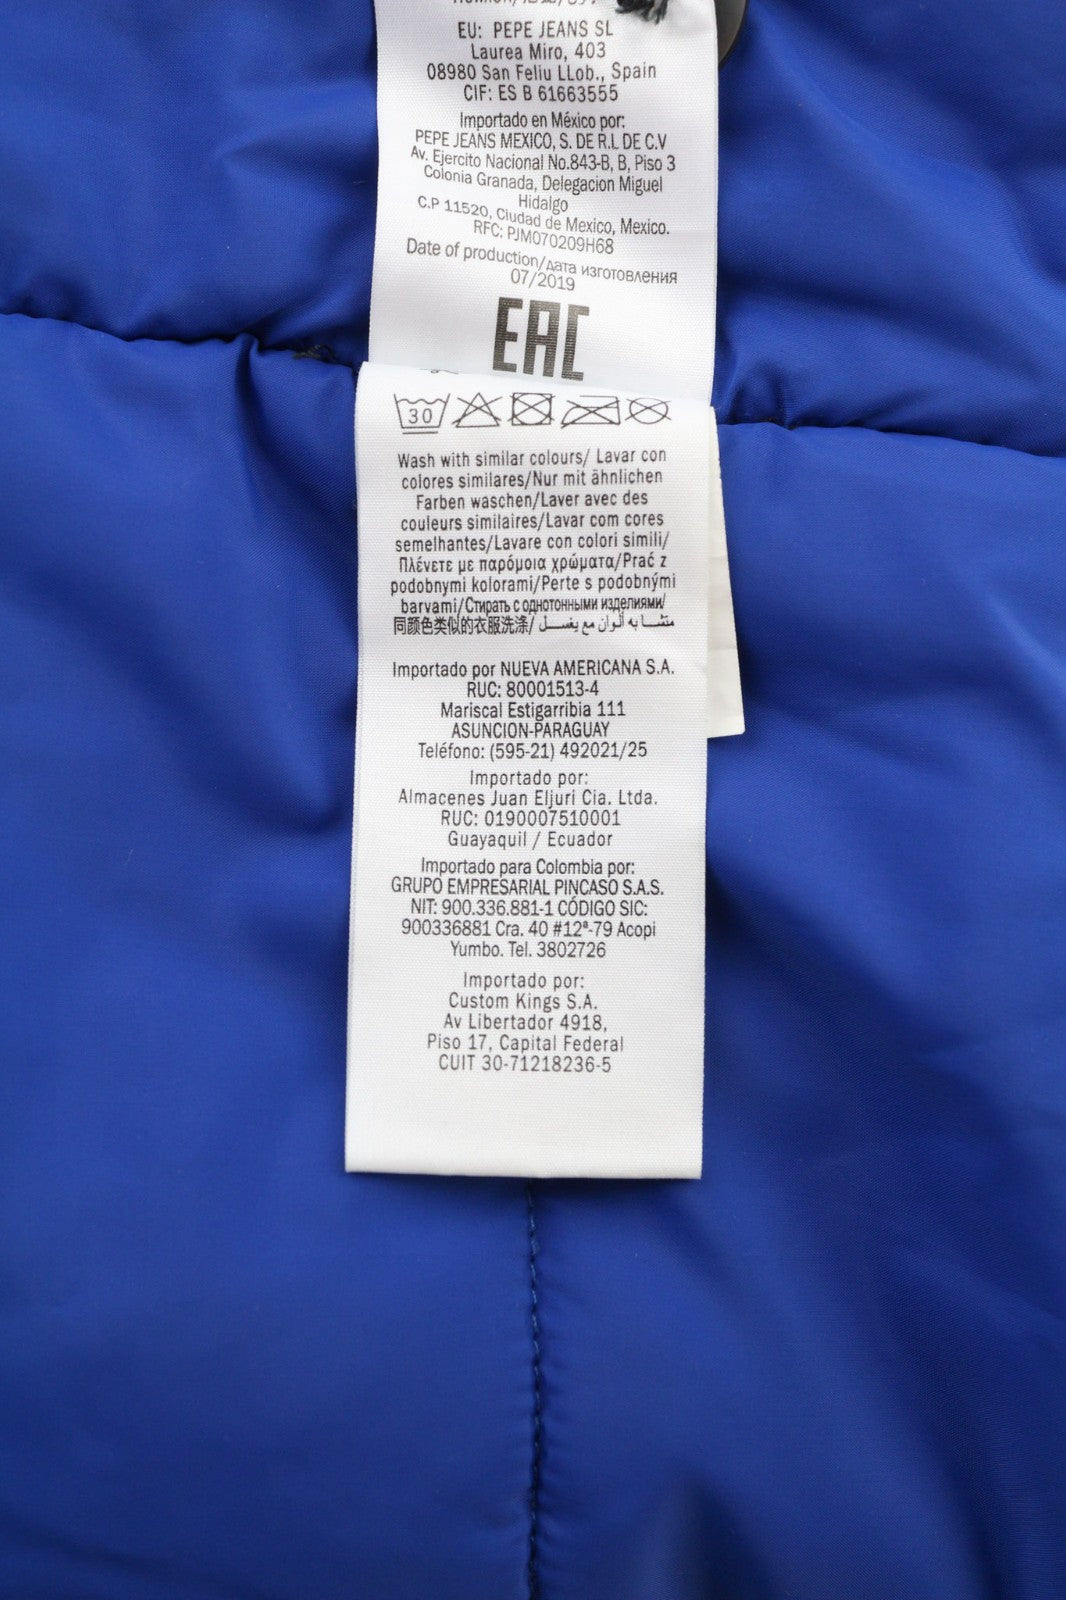 EU: PEPE JEANS SL
Laurea Miro, 403
08980 San Feliu LLob., Spain
CIF: ES B 61663555
Importado en México por:
PEPE JEANS MEXICO, S. DE R.L DE C.V
Av. Ejercito Nacional No.843-B, B, Piso 3
Colonia Granada, Delegacion Miguel
Hidalgo
C.P 11520, Ciudad de Mexico, Mexico.
RFC: PJM070209H68
Date of production/дата изготовления
07/2019
EAC
30
Wash with similar colours/ Lavar con
colores similares/Nur mit ähnlichen
Farben waschen/Laver avec des
couleurs similaires/Lavar com cores
semelhantes/Lavare con colori simili/
Πλένετε με παρόμοια χρώματα/Prać z
podobnymi kolorami/Perte s podobnými
barvami/Стирать с однотонными изделиями/
同颜色类似的衣服洗涤/ متشابه ألوان مع يغسل
Importado por NUEVA AMERICANA S.A.
RUC: 80001513-4
Mariscal Estigarribia 111
ASUNCION-PARAGUAY
Teléfono: (595-21) 492021/25
Importado por:
Almacenes Juan Eljuri Cia. Ltda.
RUC: 0190007510001
Guayaquil / Ecuador
Importado para Colombia por:
GRUPO EMPRESARIAL PINCASO S.A.S.
NIT: 900.336.881-1 CÓDIGO SIC:
900336881 Cra. 40 #12ª-79 Acopi
Yumbo. Tel. 3802726
Importado por:
Custom Kings S.A.
Av Libertador 4918,
Piso 17, Capital Federal
CUIT 30-71218236-5